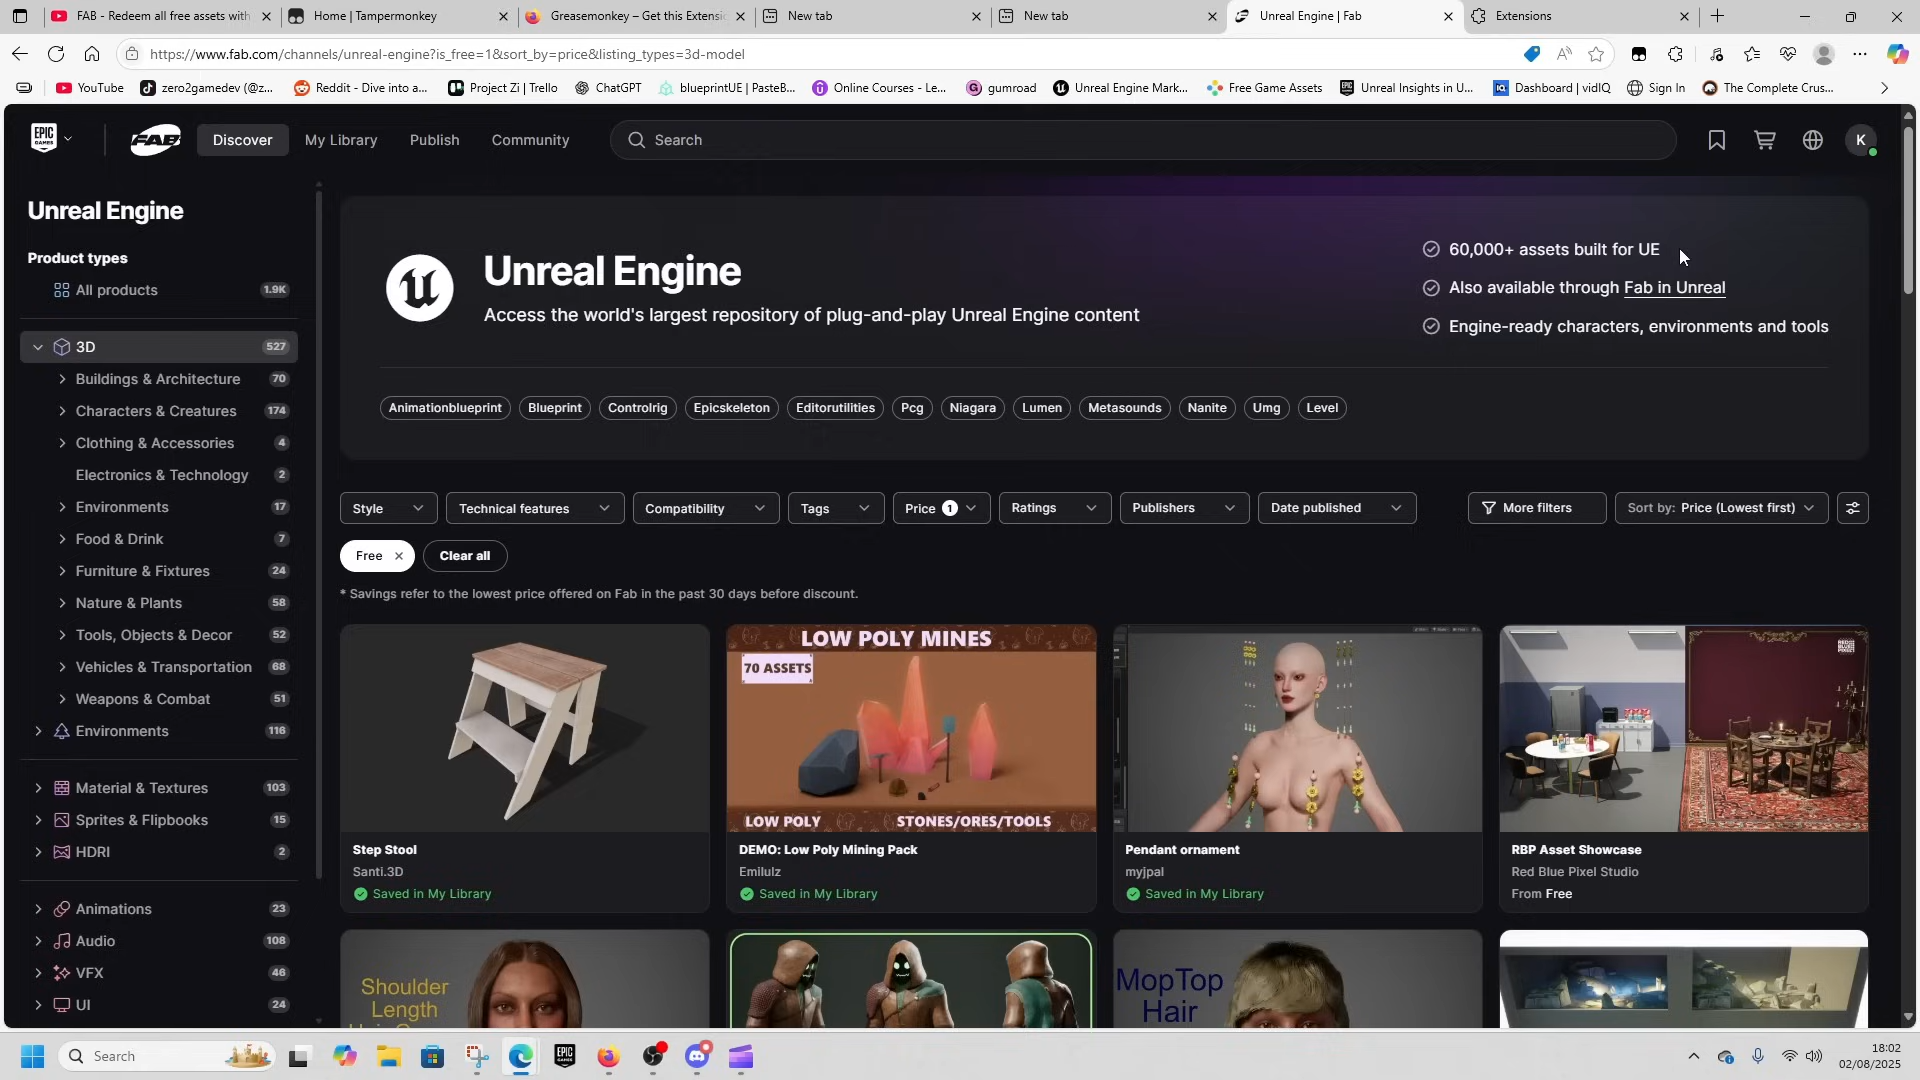 FAB - Redeem all free assets with
Home | Tampermonkey
Greasemonkey – Get this Extensi
New tab
New tab
Unreal Engine | Fab
Extensions
https://www.fab.com/channels/unreal-engine?is_free=1&sort_by=price&listing_types=3d-model
YouTube
zero2gamedev (@z...
Reddit - Dive into a...
Project Zi | Trello
ChatGPT
blueprintUE | PasteB...
Online Courses - Le...
gumroad
Unreal Engine Mark...
Free Game Assets
Unreal Insights in U...
Dashboard | vidIQ
Sign In
The Complete Crus...
EPIC GAMES
FAB
Discover
My Library
Publish
Community
Search
K
Unreal Engine
Product types
All products 1.9K
3D 527
Buildings & Architecture 70
Characters & Creatures 174
Clothing & Accessories 4
Electronics & Technology 2
Environments 17
Food & Drink 7
Furniture & Fixtures 24
Nature & Plants 58
Tools, Objects & Decor 52
Vehicles & Transportation 68
Weapons & Combat 51
Environments 116
Material & Textures 103
Sprites & Flipbooks 15
HDRI 2
Animations 23
Audio 108
VFX 46
UI 24
Unreal Engine
Access the world's largest repository of plug-and-play Unreal Engine content
60,000+ assets built for UE
Also available through Fab in Unreal
Engine-ready characters, environments and tools
Animationblueprint
Blueprint
Controlrig
Epicskeleton
Editorutilities
Pcg
Niagara
Lumen
Metasounds
Nanite
Umg
Level
Style
Technical features
Compatibility
Tags
Price 1
Ratings
Publishers
Date published
More filters
Sort by: Price (Lowest first)
Free
Clear all
* Savings refer to the lowest price offered on Fab in the past 30 days before discount.
Step Stool
Santi.3D
Saved in My Library
LOW POLY MINES
70 ASSETS
LOW POLY
STONES/ORES/TOOLS
DEMO: Low Poly Mining Pack
Emilulz
Saved in My Library
Pendant ornament
myjpal
Saved in My Library
RBP Asset Showcase
Red Blue Pixel Studio
From Free
Shoulder
Length
MopTop
Hair
Search
18:02
02/08/2025